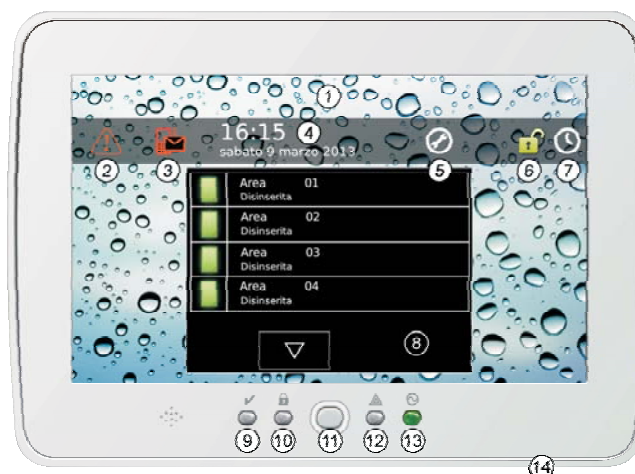 ①
16:15 ④
sabato 9 marzo 2013
② ③ ⑤ ⑥ ⑦
Area 01
Disinserita
Area 02
Disinserita
Area 03
Disinserita
Area 04
Disinserita
⑧
⑨ ⑩ ⑪ ⑫ ⑬
⑭